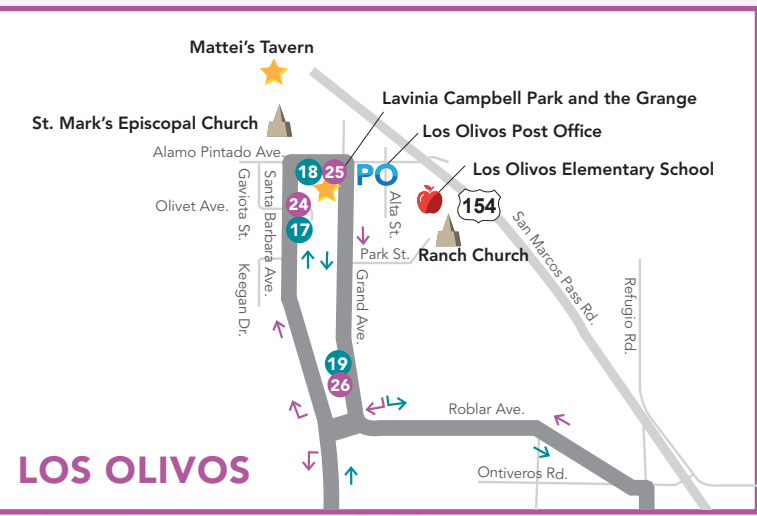 Mattei's Tavern
Lavinia Campbell Park and the Grange
St. Mark's Episcopal Church
Los Olivos Post Office
Alamo Pintado Ave.
18
25
PO
Los Olivos Elementary School
Gaviota St.
Santa Barbara Ave.
Olivet Ave.
24
Alta St.
154
17
San Marcos Pass Rd.
Park St.
Ranch Church
Keegan Dr.
Grand Ave.
Refugio Rd.
19
26
Roblar Ave.
LOS OLIVOS
Ontiveros Rd.